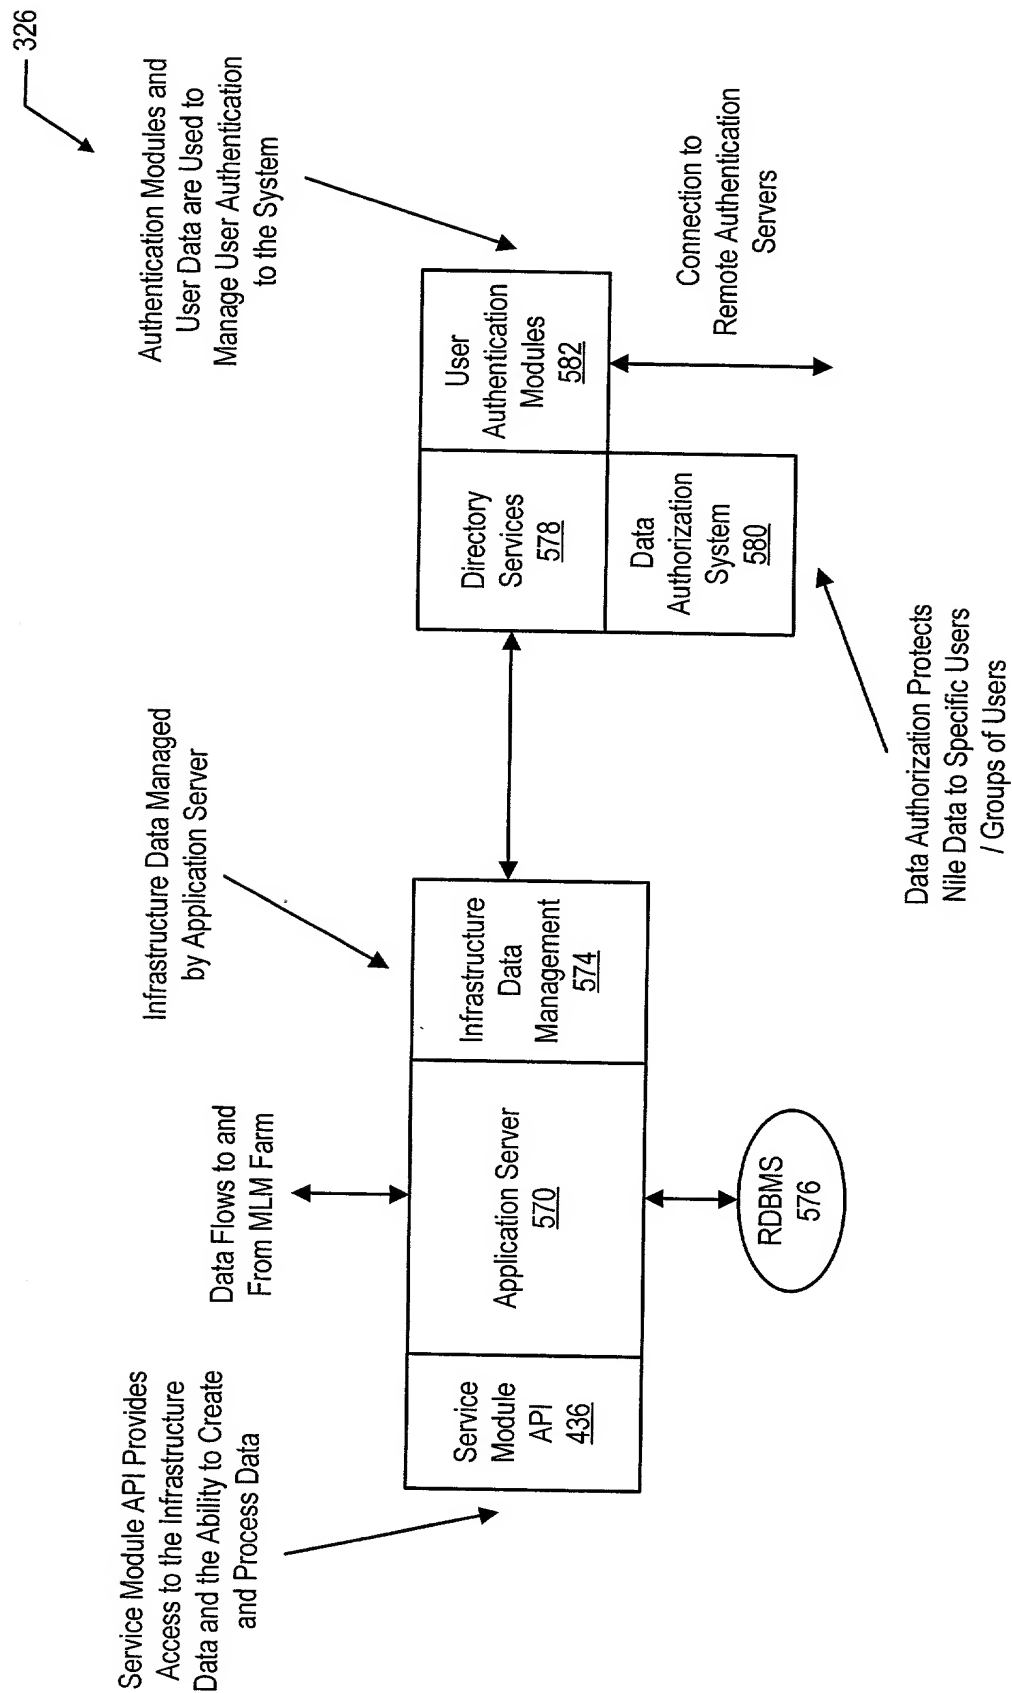 326
Service Module API Provides
Access to the Infrastructure
Data and the Ability to Create
and Process Data
Data Flows to and
From MLM Farm
Infrastructure Data Managed
by Application Server
Authentication Modules and
User Data are Used to
Manage User Authentication
to the System
Service
Module
API
436
Application Server
570
Infrastructure
Data
Management
574
Directory
Services
578
User
Authentication
Modules
582
Data
Authorization
System
580
RDBMS
576
Connection to
Remote Authentication
Servers
Data Authorization Protects
Nile Data to Specific Users
/ Groups of Users